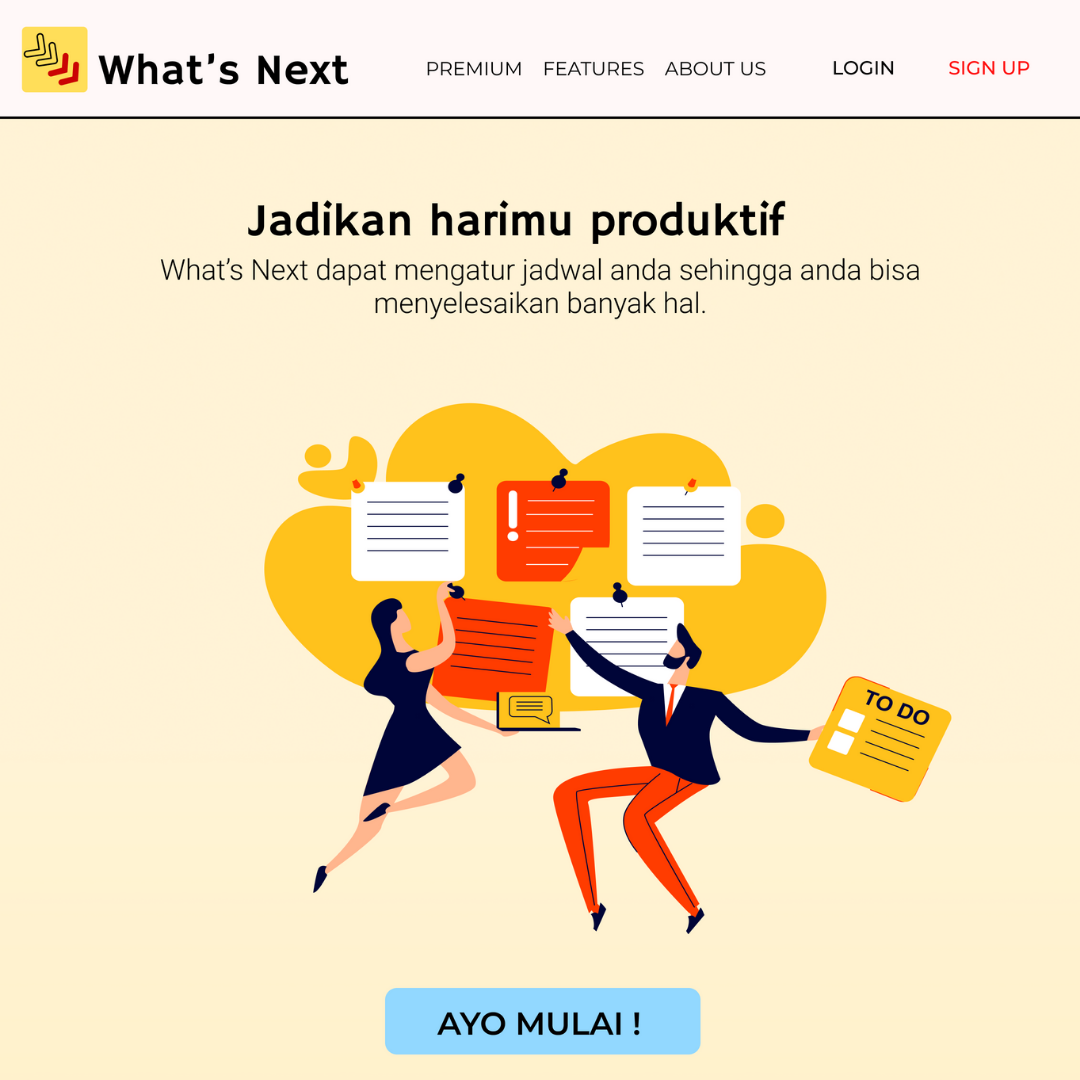 What's Next
PREMIUM FEATURES ABOUT US LOGIN SIGN UP
Jadikan harimu produktif
What's Next dapat mengatur jadwal anda sehingga anda bisa
menyelesaikan banyak hal.
!
TO DO
AYO MULAI !